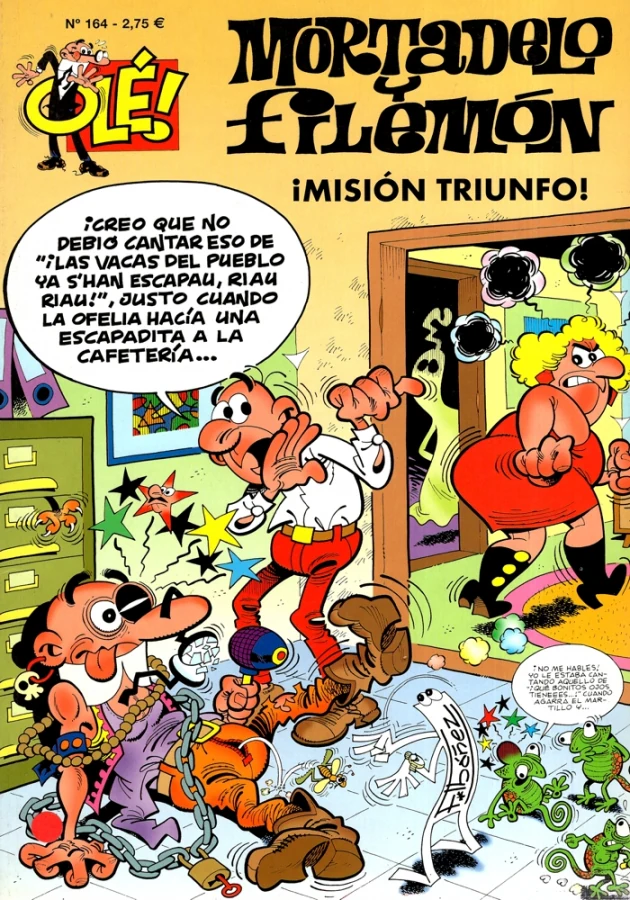 Nº 164 - 2,75 €
OLÉ!
MORTADELO
Y
FILEMÓN
¡MISIÓN TRIUNFO!
¡CREO QUE NO
DEBIÓ CANTAR ESO DE
"¡LAS VACAS DEL PUEBLO
YA S'HAN ESCAPAU, RIAU
RIAU!", JUSTO CUANDO
LA OFELIA HACÍA UNA
ESCAPADITA A LA
CAFETERÍA...
¡NO ME HABLES;
YO LE ESTABA CAN-
TANDO AQUELLO DE
"¡QUÉ BONITOS OJOS
TIENEEES...!" CUANDO
AGARRA EL MAR-
TILLO Y...
F. Ibáñez